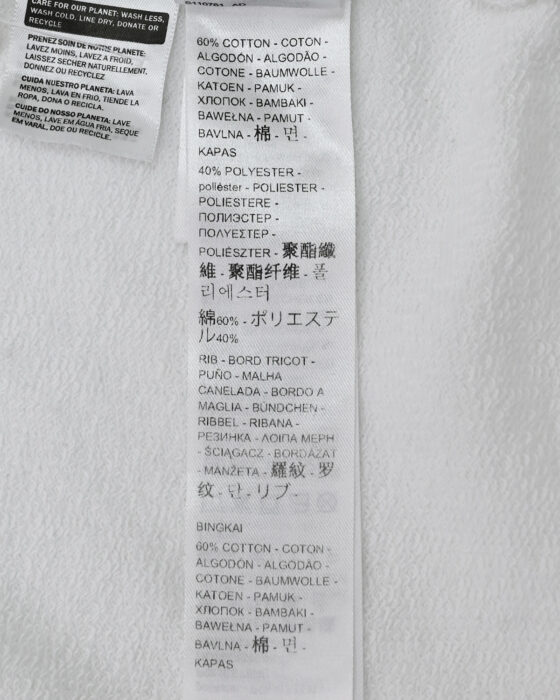 CARE FOR OUR PLANET: WASH LESS,
WASH COLD, LINE DRY, DONATE OR
RECYCLE
PRENEZ SOIN DE NOTRE PLANETE:
LAVEZ MOINS, LAVEZ A FROID,
LAISSEZ SECHER NATURELLEMENT,
DONNEZ OU RECYCLEZ
CUIDA NUESTRO PLANETA: LAVA
MENOS, LAVA EN FRIO, TIENDE LA
ROPA, DONA O RECICLA.
CUIDE DO NOSSO PLANETA: LAVE
MENOS, LAVE EM ÁGUA FRIA, SEQUE
EM VARAL, DOE OU RECICLE.
60% COTTON - COTON -
ALGODÓN - ALGODÃO -
COTONE - BAUMWOLLE -
KATOEN - PAMUK -
ХЛОПОК - ΒΑΜΒΑΚΙ -
BAWEŁNA - PAMUT -
BAVLNA - 棉 - 면 -
KAPAS
40% POLYESTER -
poliéster - POLIESTER -
POLIESTERE -
ПОЛИЭСТЕР -
ΠΟΛΥΕΣΤΕΡ -
POLIÉSZTER - 聚酯纖
維 - 聚酯纤维 - 폴
리에스터
綿60% - ポリエステ
ル40%
RIB - BORD TRICOT -
PUÑO - MALHA
CANELADA - BORDO A
MAGLIA - BÜNDCHEN -
RIBBEL - RIBANA -
РЕЗИНКА - ΛΟΙΠΑ ΜΕΡΗ
- ŚCIĄGACZ - BORDÁZAT
- MANŽETA - 羅紋 - 罗
纹 - 단 - リブ -
BINGKAI
60% COTTON - COTON -
ALGODÓN - ALGODÃO -
COTONE - BAUMWOLLE -
KATOEN - PAMUK -
ХЛОПОК - ΒΑΜΒΑΚΙ -
BAWEŁNA - PAMUT -
BAVLNA - 棉 - 면 -
KAPAS